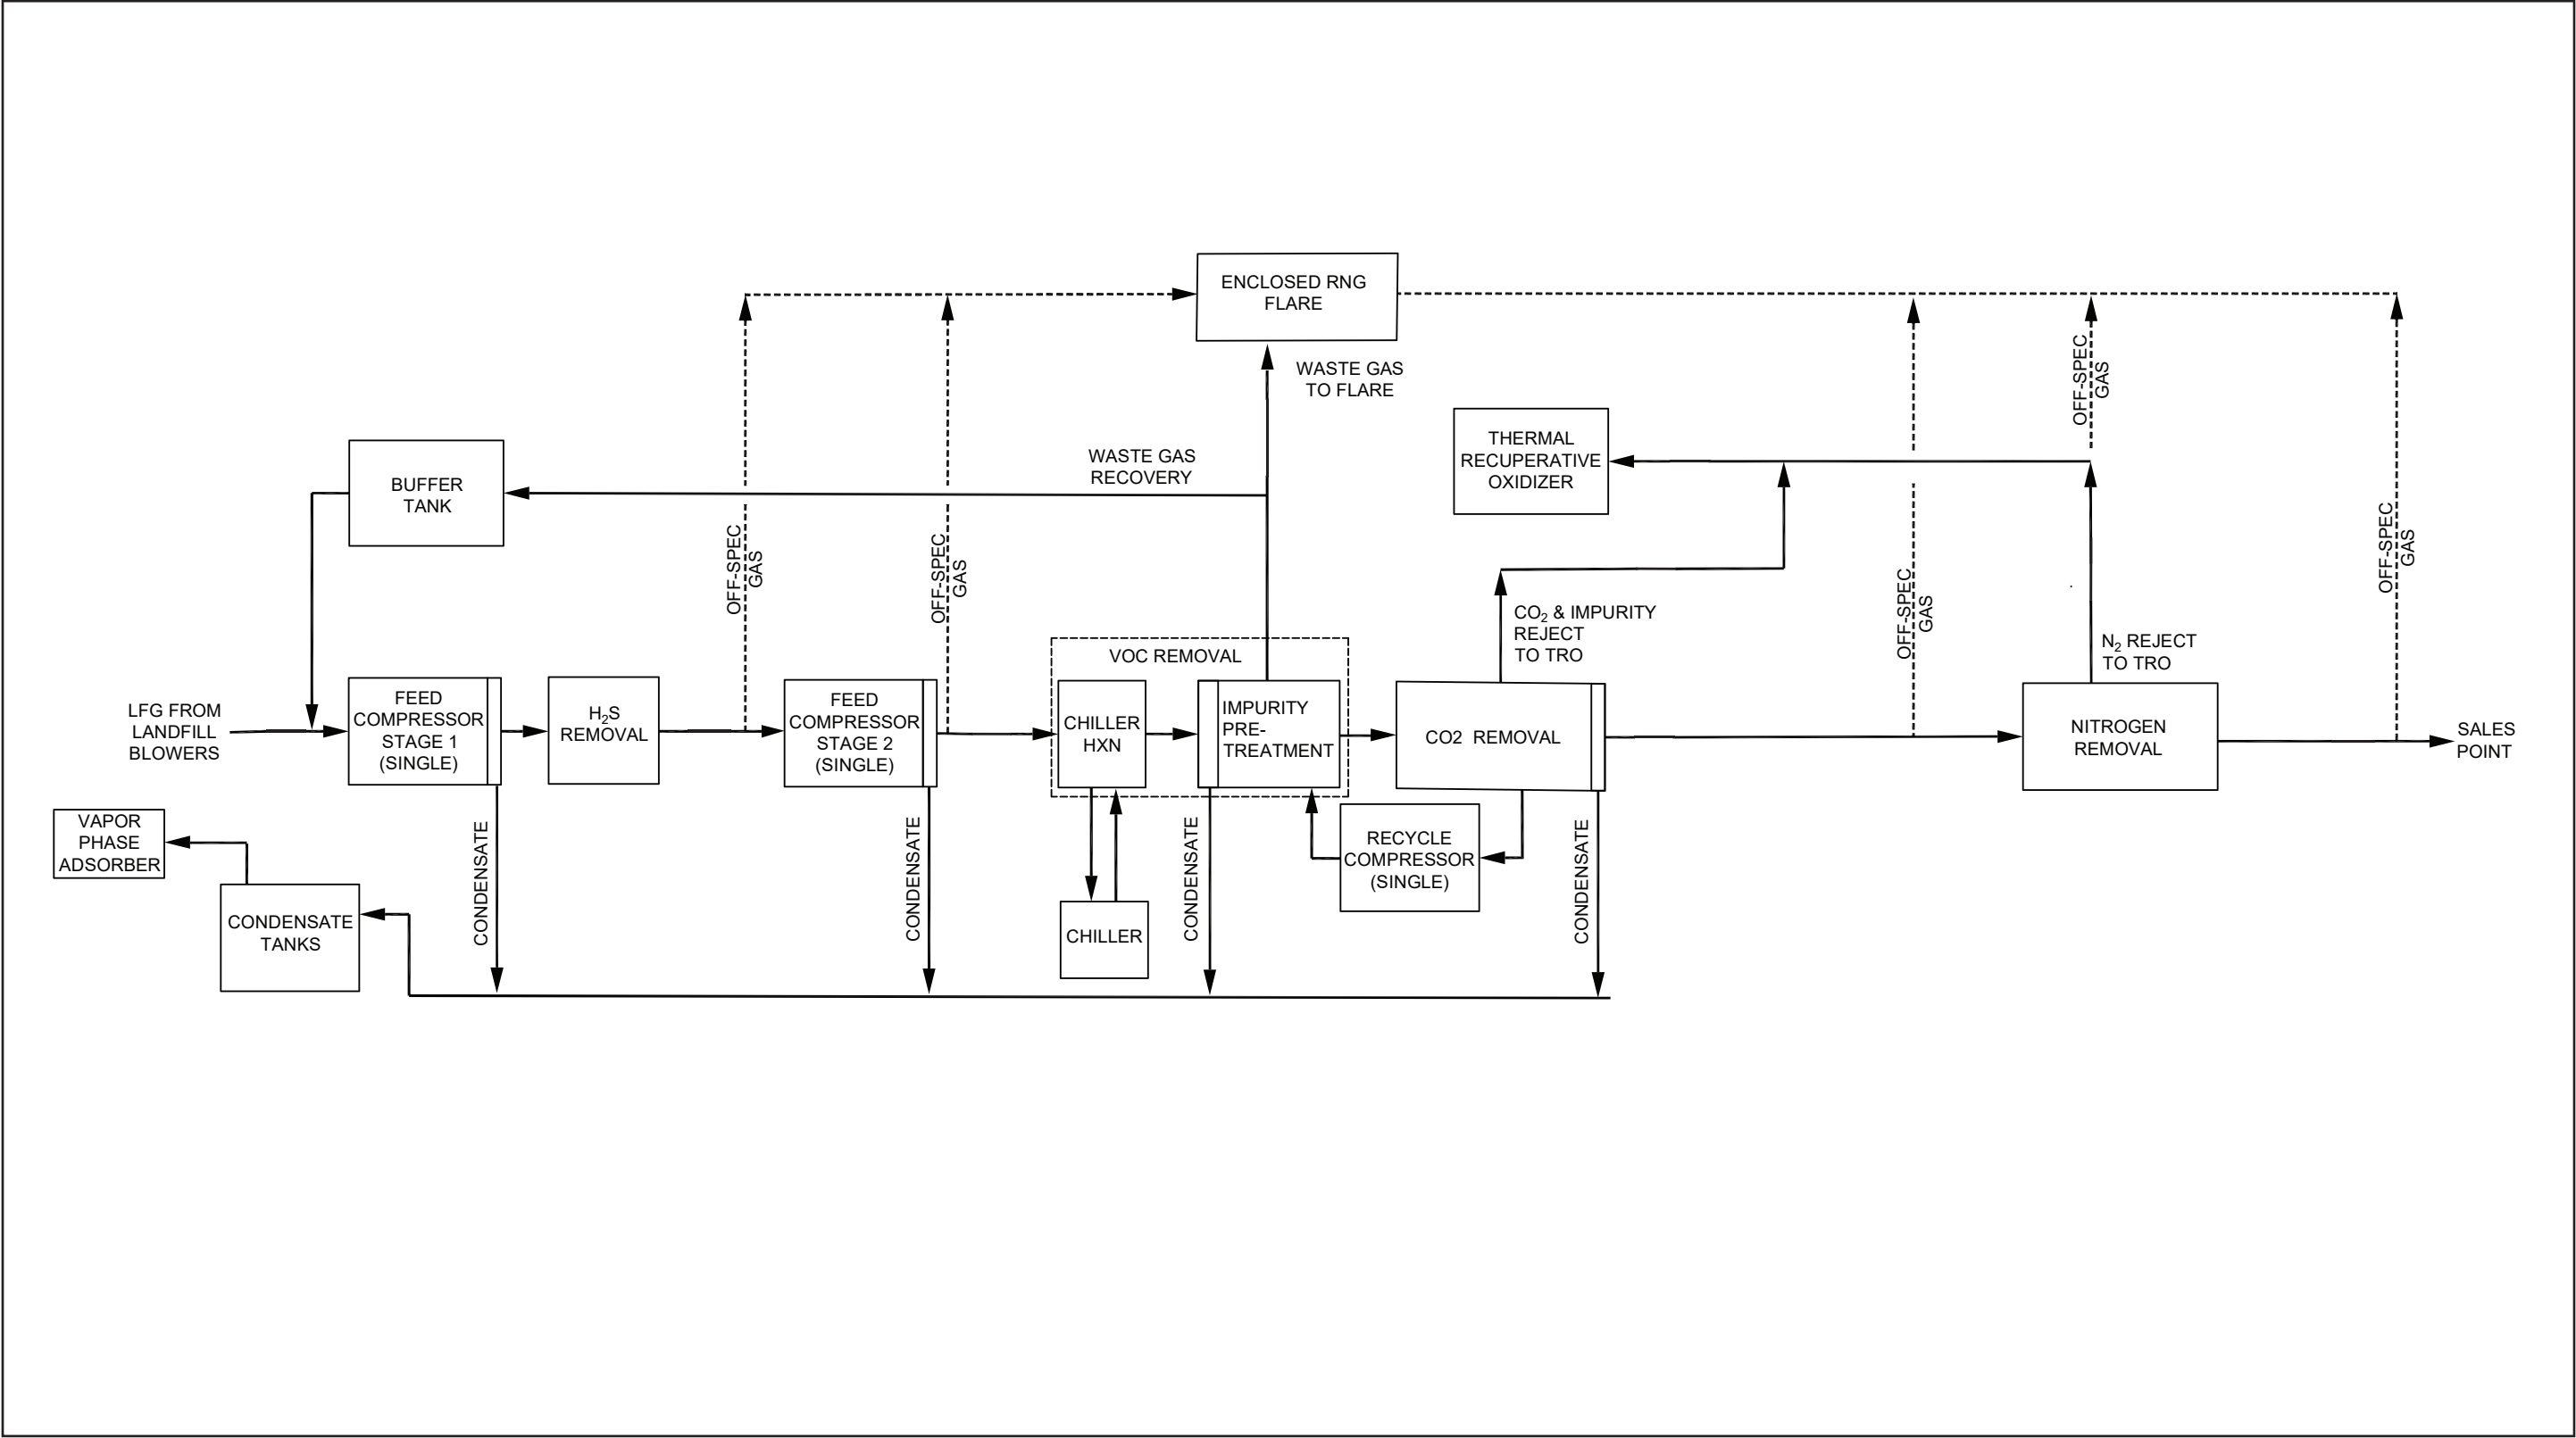 ENCLOSED RNG
FLARE
WASTE GAS
TO FLARE
OFF-SPEC
GAS
THERMAL
RECUPERATIVE
OXIDIZER
BUFFER
TANK
WASTE GAS
RECOVERY
OFF-SPEC
GAS
OFF-SPEC
GAS
OFF-SPEC
GAS
OFF-SPEC
GAS
CO₂ & IMPURITY
REJECT
TO TRO
N₂ REJECT
TO TRO
VOC REMOVAL
LFG FROM
LANDFILL
BLOWERS
FEED
COMPRESSOR
STAGE 1
(SINGLE)
H₂S
REMOVAL
FEED
COMPRESSOR
STAGE 2
(SINGLE)
CHILLER
HXN
IMPURITY
PRE-
TREATMENT
CO2 REMOVAL
NITROGEN
REMOVAL
SALES
POINT
VAPOR
PHASE
ADSORBER
CONDENSATE
TANKS
CONDENSATE
CONDENSATE
CHILLER
CONDENSATE
RECYCLE
COMPRESSOR
(SINGLE)
CONDENSATE